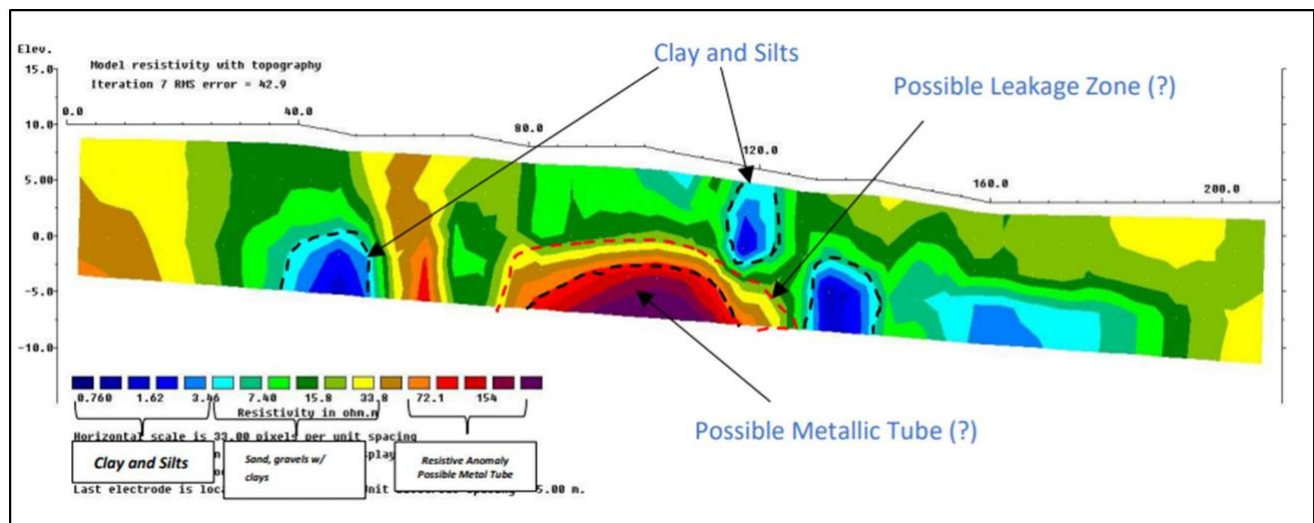 Elev.
15.0
Model resistivity with topography
Iteration 7 RMS error = 42.9
Clay and Silts
Possible Leakage Zone (?)
0.0
40.0
10.0
80.0
120.0
5.00
160.0
200.0
0.0
-5.0
-10.0
0.760 1.62 3.46 7.40 15.8 33.8 72.1 154
Resistivity in ohm.m
Possible Metallic Tube (?)
Horizontal scale is 33.00 pixels per unit spacing
Clay and Silts
Sand, gravels w/
clays
Resistive Anomaly
Possible Metal Tube
Last electrode is 5.00 m.